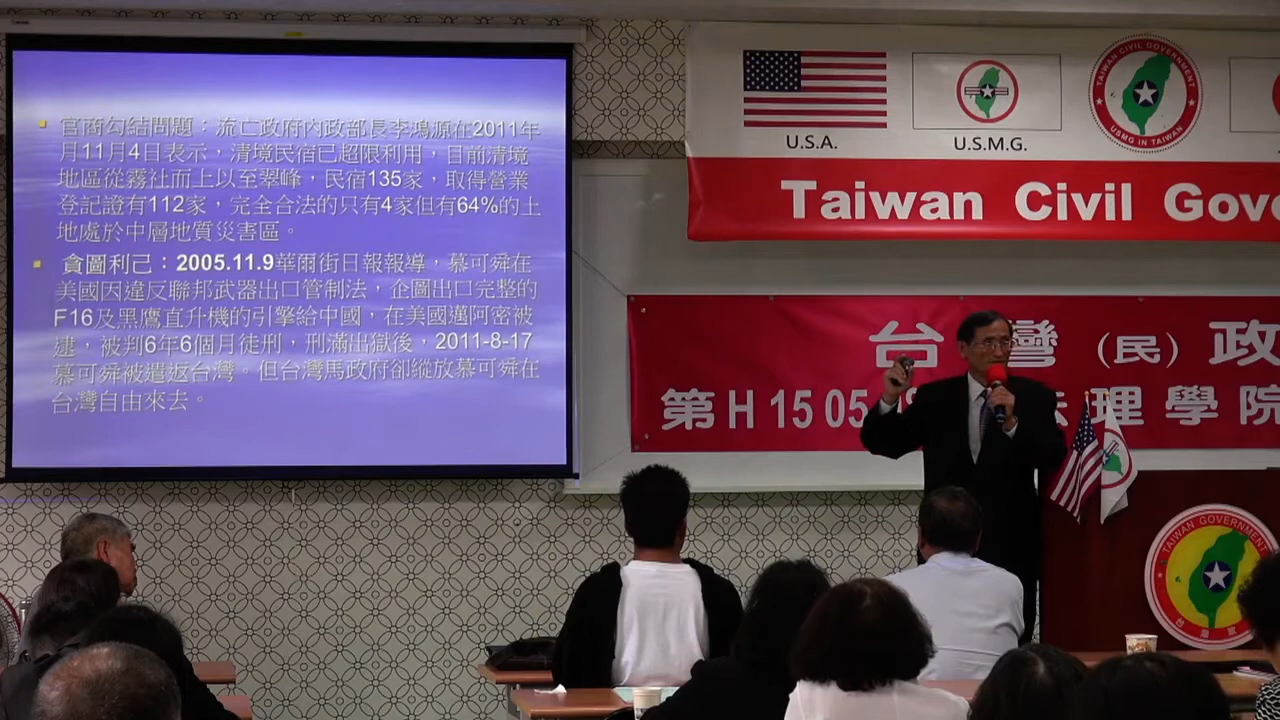 官商勾結問題：流亡政府內政部長李鴻源在2011年
月11月4日表示，清境民宿已超限利用，目前清境
地區從霧社而上以至翠峰，民宿135家，取得營業
登記證有112家，完全合法的只有4家但有64%的土
地處於中層地質災害區。
貪圖利己：2005.11.9華爾街日報報導，慕可舜在
美國因違反聯邦武器出口管制法，企圖出口完整的
F16及黑鷹直升機的引擎給中國，在美國邁阿密被
逮，被判6年6個月徒刑，刑滿出獄後，2011-8-17
慕可舜被遣返台灣。但台灣馬政府卻縱放慕可舜在
台灣自由來去。
U.S.A.
U.S.M.G.
TAIWAN CIVIL GOVERNMENT
USMG IN TAIWAN
Taiwan Civil Gove
台灣（民）政
第H 15 05
法理學院
TAIWAN GOVERNMENT